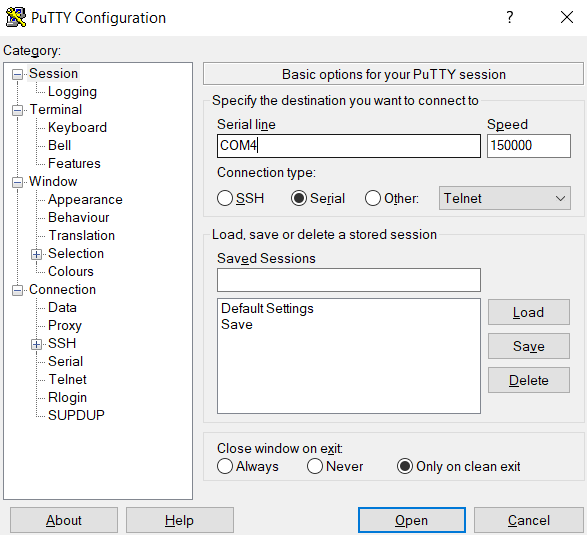 PuTTY Configuration ? ×
Category:
Session
Logging
Terminal
Keyboard
Bell
Features
Window
Appearance
Behaviour
Translation
Selection
Colours
Connection
Data
Proxy
SSH
Serial
Telnet
Rlogin
SUPDUP
Basic options for your PuTTY session
Specify the destination you want to connect to
Serial line Speed
COM4 150000
Connection type:
SSH Serial Other: Telnet
Load, save or delete a stored session
Saved Sessions
Default Settings
Save
Load
Save
Delete
Close window on exit:
Always Never Only on clean exit
About Help Open Cancel